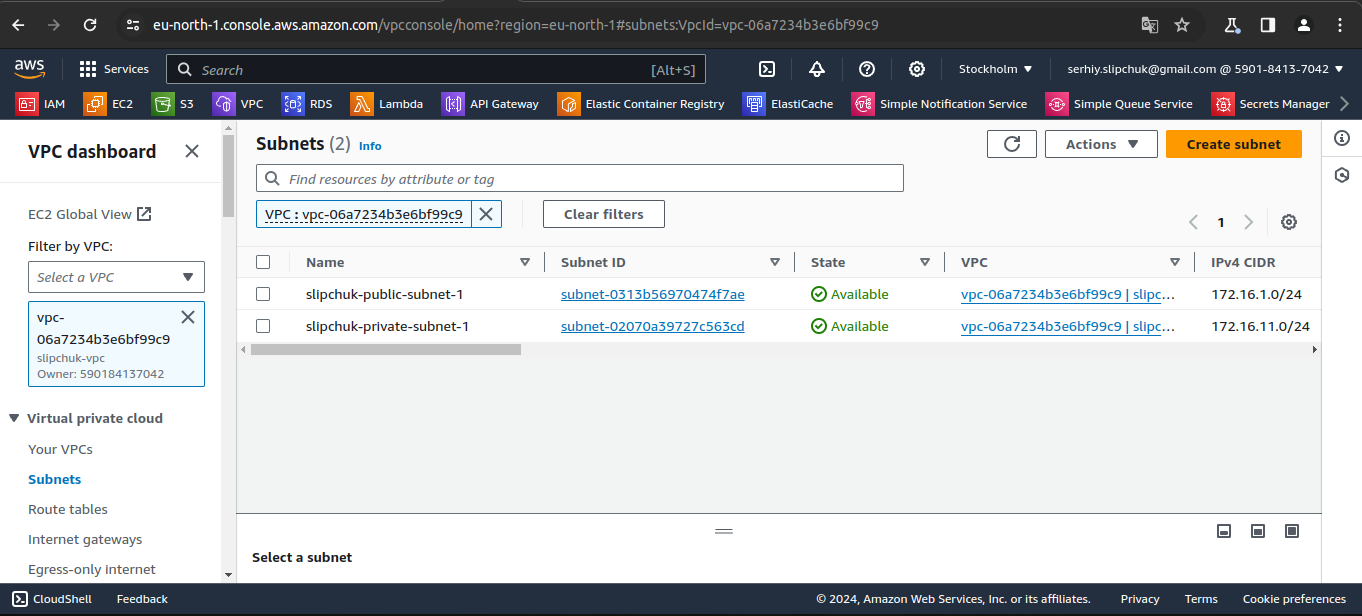 eu-north-1.console.aws.amazon.com/vpcconsole/home?region=eu-north-1#subnets:VpcId=vpc-06a7234b3e6bf99c9
aws Services Search [Alt+S] Stockholm serhiy.slipchuk@gmail.com @ 5901-8413-7042
IAM EC2 S3 VPC RDS Lambda API Gateway Elastic Container Registry ElastiCache Simple Notification Service Simple Queue Service Secrets Manager
VPC dashboard
EC2 Global View
Filter by VPC:
Select a VPC
vpc-
06a7234b3e6bf99c9
slipchuk-vpc
Owner: 590184137042
Virtual private cloud
Your VPCs
Subnets
Route tables
Internet gateways
Egress-only internet
Subnets (2) Info
Actions
Create subnet
Find resources by attribute or tag
VPC : vpc-06a7234b3e6bf99c9
Clear filters
1
Name Subnet ID State VPC IPv4 CIDR
slipchuk-public-subnet-1 subnet-0313b56970474f7ae Available vpc-06a7234b3e6bf99c9 | slipc... 172.16.1.0/24
slipchuk-private-subnet-1 subnet-02070a39727c563cd Available vpc-06a7234b3e6bf99c9 | slipc... 172.16.11.0/24
Select a subnet
CloudShell Feedback © 2024, Amazon Web Services, Inc. or its affiliates. Privacy Terms Cookie preferences